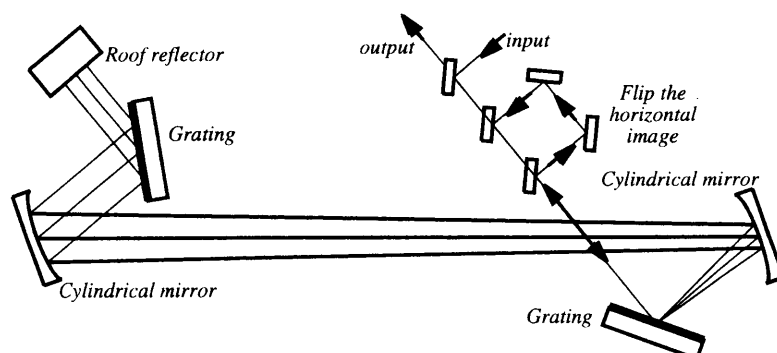 Roof reflector
output
input
Grating
Flip the
horizontal
image
Cylindrical mirror
Cylindrical mirror
Grating